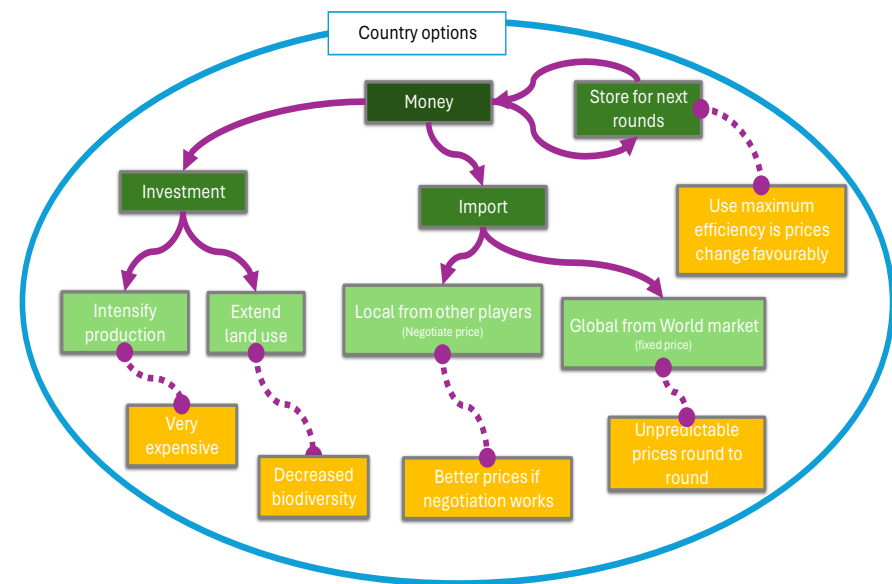 Country options
Money
Store for next
rounds
Investment
Import
Use maximum
efficiency is prices
change favourably
Intensify
production
Extend
land use
Local from other players
(Negotiate price)
Global from World market
(fixed price)
Very
expensive
Decreased
biodiversity
Better prices if
negotiation works
Unpredictable
prices round to
round